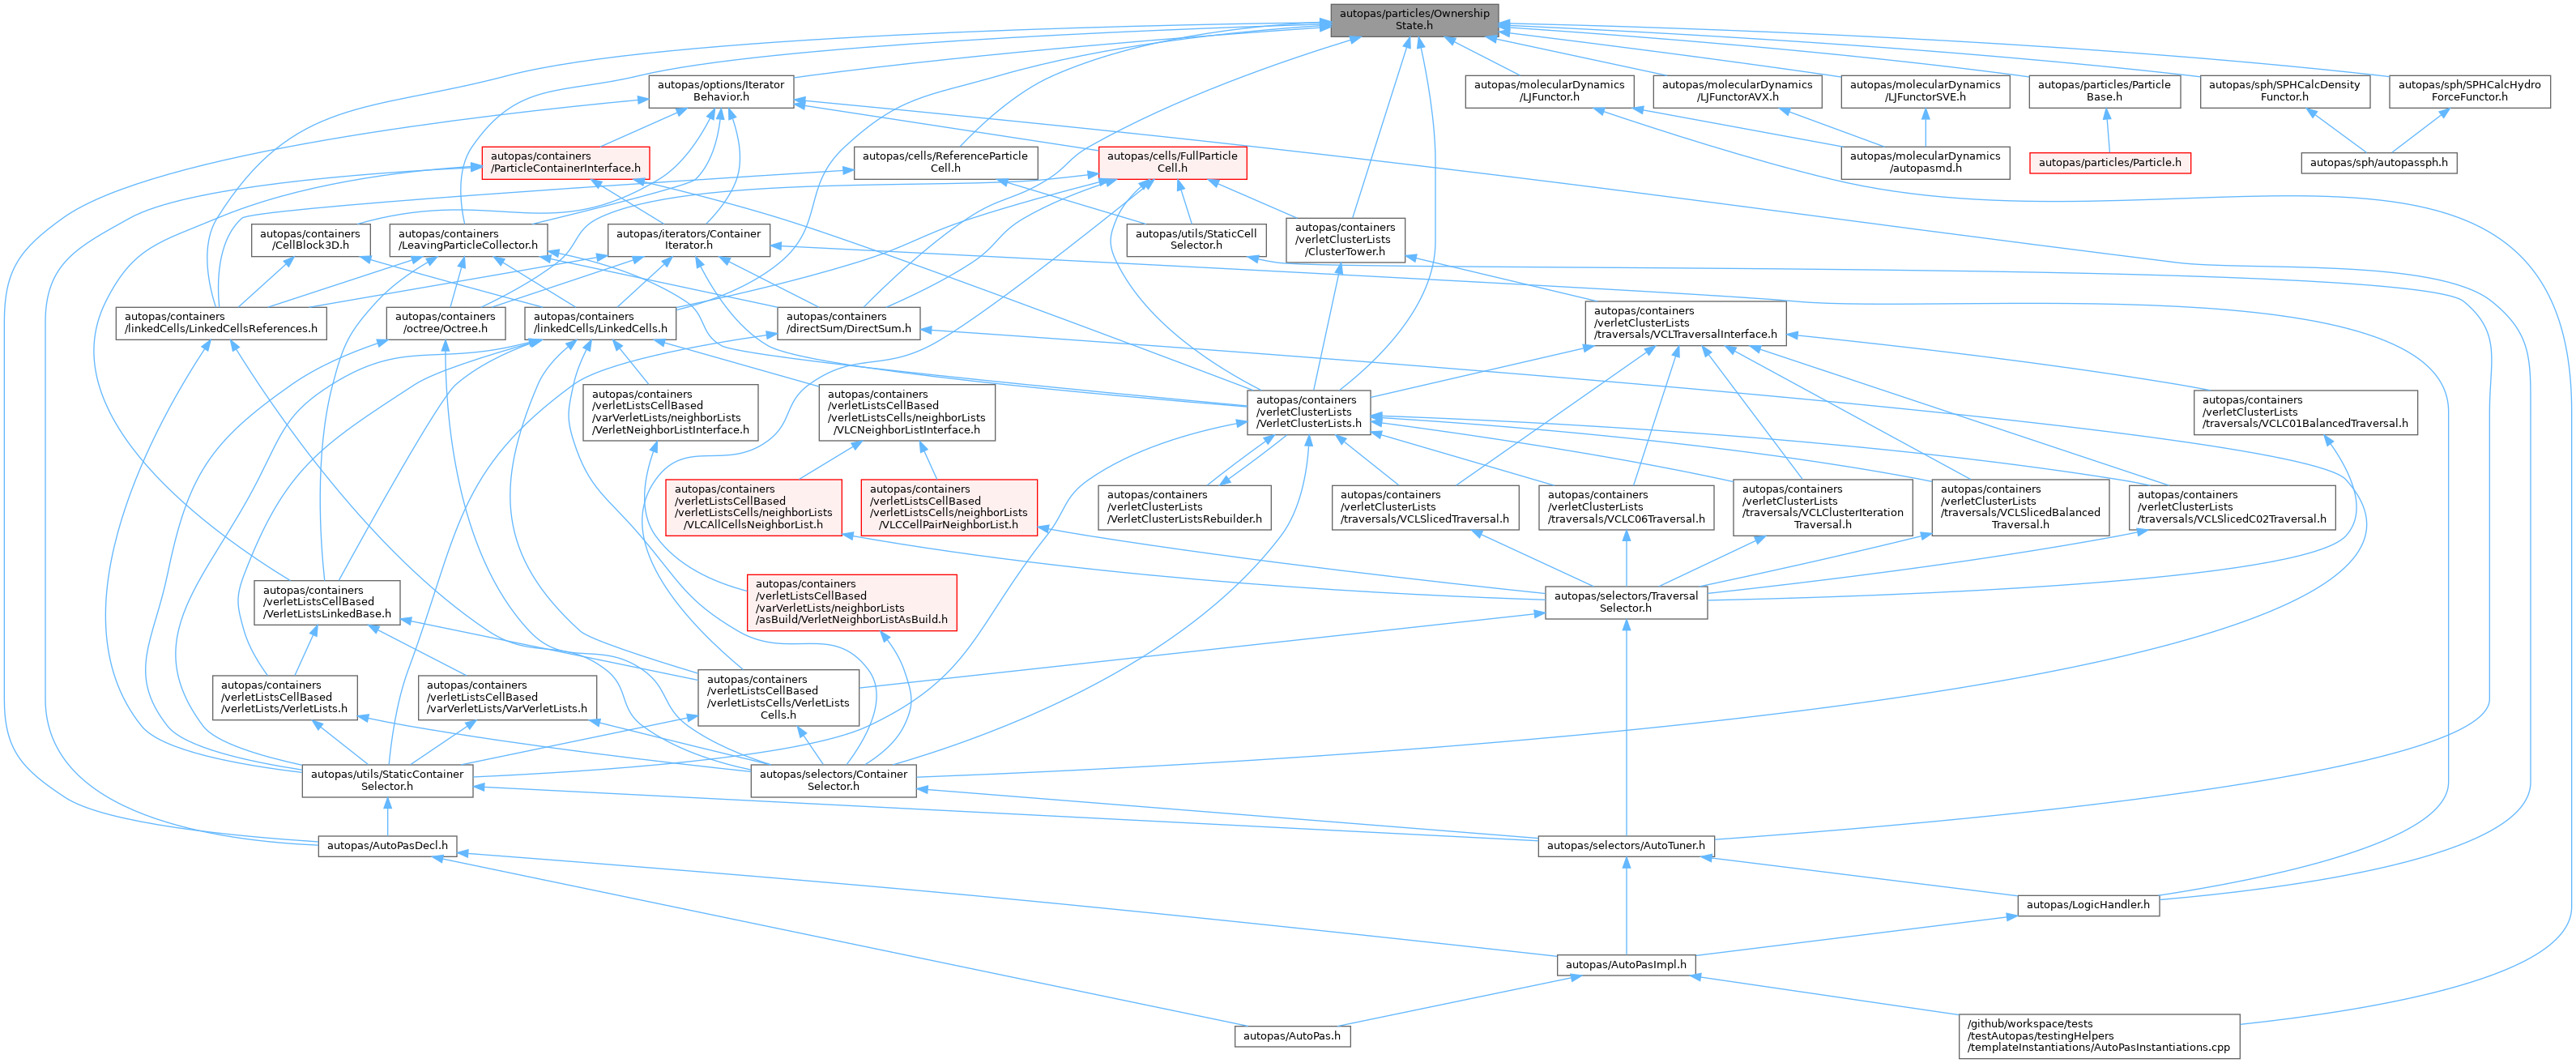 autopas/particles/Ownership
State.h
autopas/options/Iterator
Behavior.h
autopas/molecularDynamics
/LJFunctor.h
autopas/molecularDynamics
/LJFunctorAVX.h
autopas/molecularDynamics
/LJFunctorSVE.h
autopas/particles/Particle
Base.h
autopas/sph/SPHCalcDensity
Functor.h
autopas/sph/SPHCalcHydro
ForceFunctor.h
autopas/containers
/ParticleContainerInterface.h
autopas/cells/ReferenceParticle
Cell.h
autopas/cells/FullParticle
Cell.h
autopas/molecularDynamics
/autopasmd.h
autopas/particles/Particle.h
autopas/sph/autopassph.h
autopas/containers
/CellBlock3D.h
autopas/containers
/LeavingParticleCollector.h
autopas/iterators/Container
Iterator.h
autopas/utils/StaticCell
Selector.h
autopas/containers
/verletClusterLists
/ClusterTower.h
autopas/containers
/linkedCells/LinkedCellsReferences.h
autopas/containers
/octree/Octree.h
autopas/containers
/linkedCells/LinkedCells.h
autopas/containers
/directSum/DirectSum.h
autopas/containers
/verletClusterLists
/traversals/VCLTraversalInterface.h
autopas/containers
/verletListsCellBased
/varVerletLists/neighborLists
/VerletNeighborListInterface.h
autopas/containers
/verletListsCellBased
/verletListsCells/neighborLists
/VLCNeighborListInterface.h
autopas/containers
/verletClusterLists
/VerletClusterLists.h
autopas/containers
/verletClusterLists
/traversals/VCLC01BalancedTraversal.h
autopas/containers
/verletListsCellBased
/verletListsCells/neighborLists
/VLCAllCellsNeighborList.h
autopas/containers
/verletListsCellBased
/verletListsCells/neighborLists
/VLCCellPairNeighborList.h
autopas/containers
/verletClusterLists
/VerletClusterListsRebuilder.h
autopas/containers
/verletClusterLists
/traversals/VCLSlicedTraversal.h
autopas/containers
/verletClusterLists
/traversals/VCLC06Traversal.h
autopas/containers
/verletClusterLists
/traversals/VCLClusterIteration
Traversal.h
autopas/containers
/verletClusterLists
/traversals/VCLSlicedBalanced
Traversal.h
autopas/containers
/verletClusterLists
/traversals/VCLSlicedC02Traversal.h
autopas/containers
/verletListsCellBased
/VerletListsLinkedBase.h
autopas/containers
/verletListsCellBased
/varVerletLists/neighborLists
/asBuild/VerletNeighborListAsBuild.h
autopas/selectors/Traversal
Selector.h
autopas/containers
/verletListsCellBased
/verletLists/VerletLists.h
autopas/containers
/verletListsCellBased
/varVerletLists/VarVerletLists.h
autopas/containers
/verletListsCellBased
/verletListsCells/VerletLists
Cells.h
autopas/utils/StaticContainer
Selector.h
autopas/selectors/Container
Selector.h
autopas/AutoPasDecl.h
autopas/selectors/AutoTuner.h
autopas/LogicHandler.h
autopas/AutoPasImpl.h
autopas/AutoPas.h
/github/workspace/tests
/testAutopas/testingHelpers
/templateInstantiations/AutoPasInstantiations.cpp